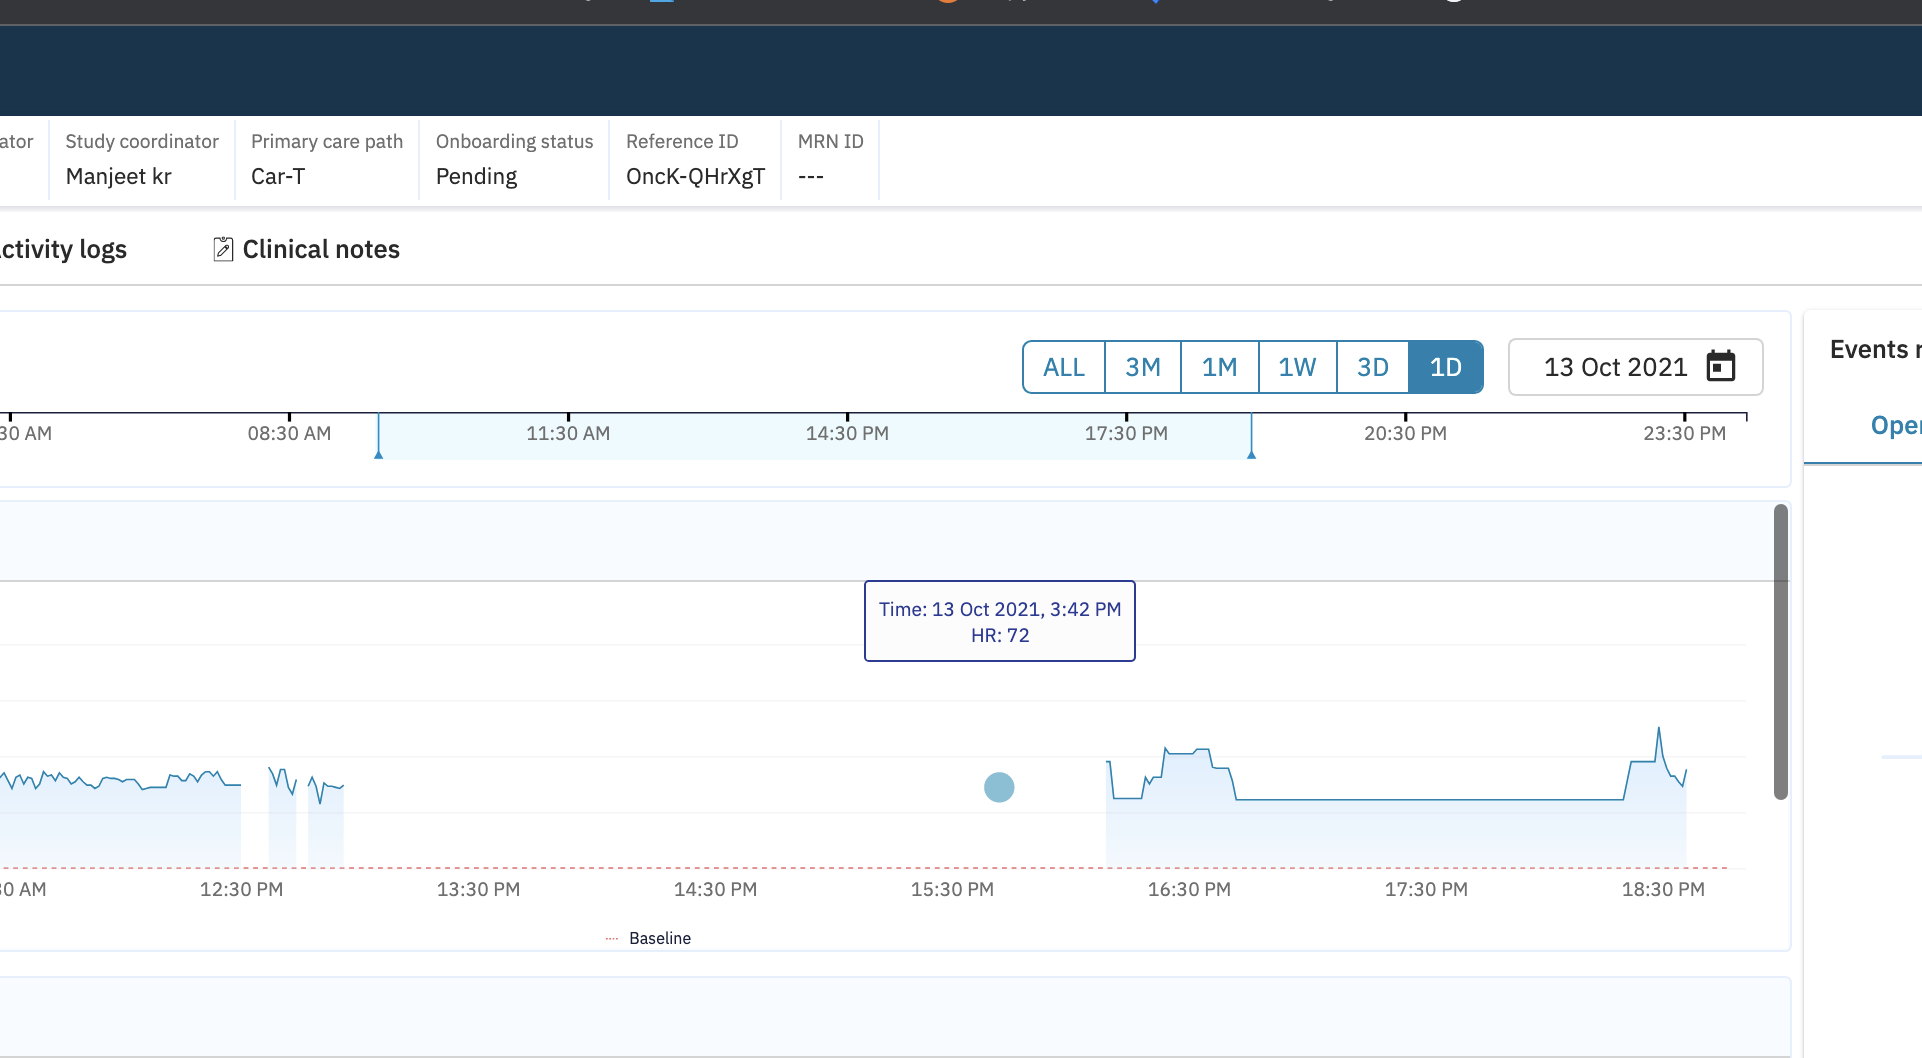 ator
Study coordinator
Primary care path
Onboarding status
Reference ID
MRN ID
Manjeet kr
Car-T
Pending
OncK-QHrXgT
---
ctivity logs
Clinical notes
ALL 3M 1M 1W 3D 1D
13 Oct 2021
Events r
Oper
30 AM 08:30 AM 11:30 AM 14:30 PM 17:30 PM 20:30 PM 23:30 PM
Time: 13 Oct 2021, 3:42 PM
HR: 72
30 AM 12:30 PM 13:30 PM 14:30 PM 15:30 PM 16:30 PM 17:30 PM 18:30 PM
Baseline